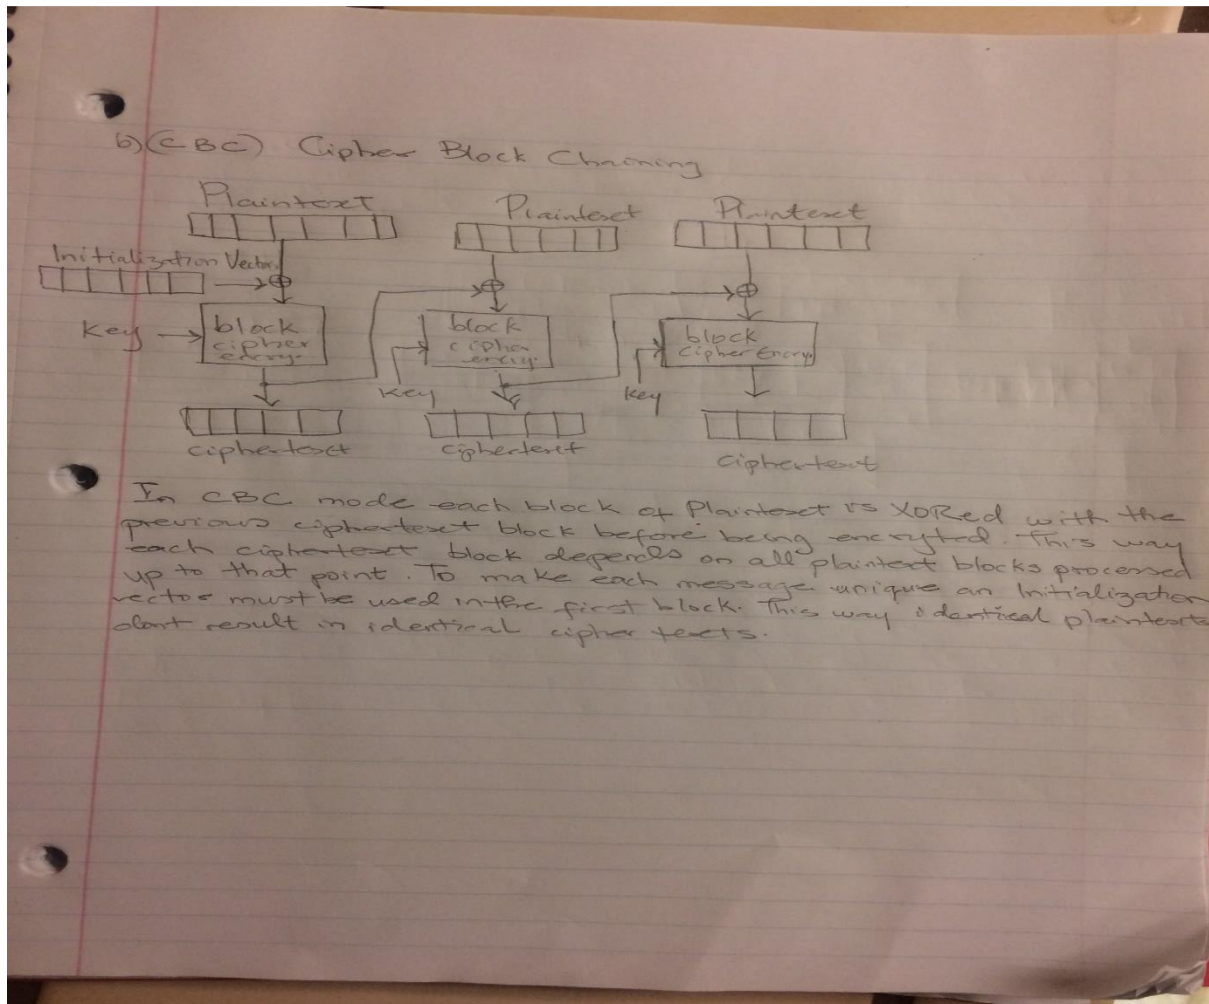 b) (CBC) Cipher Block Chaining
Plaintext Plaintext Plaintext
Initialization Vector
Key block cipher encry. block cipher encry. block cipher Encry.
Key Key
ciphertext ciphertext ciphertext
In CBC mode each block of Plaintext is XORed with the
previous ciphertext block before being encryted. This way
each ciphertext block depends on all plaintext blocks processed
up to that point. To make each message unique an Initialization
vector must be used in the first block. This way identical plaintexts
dont result in identical cipher texts.